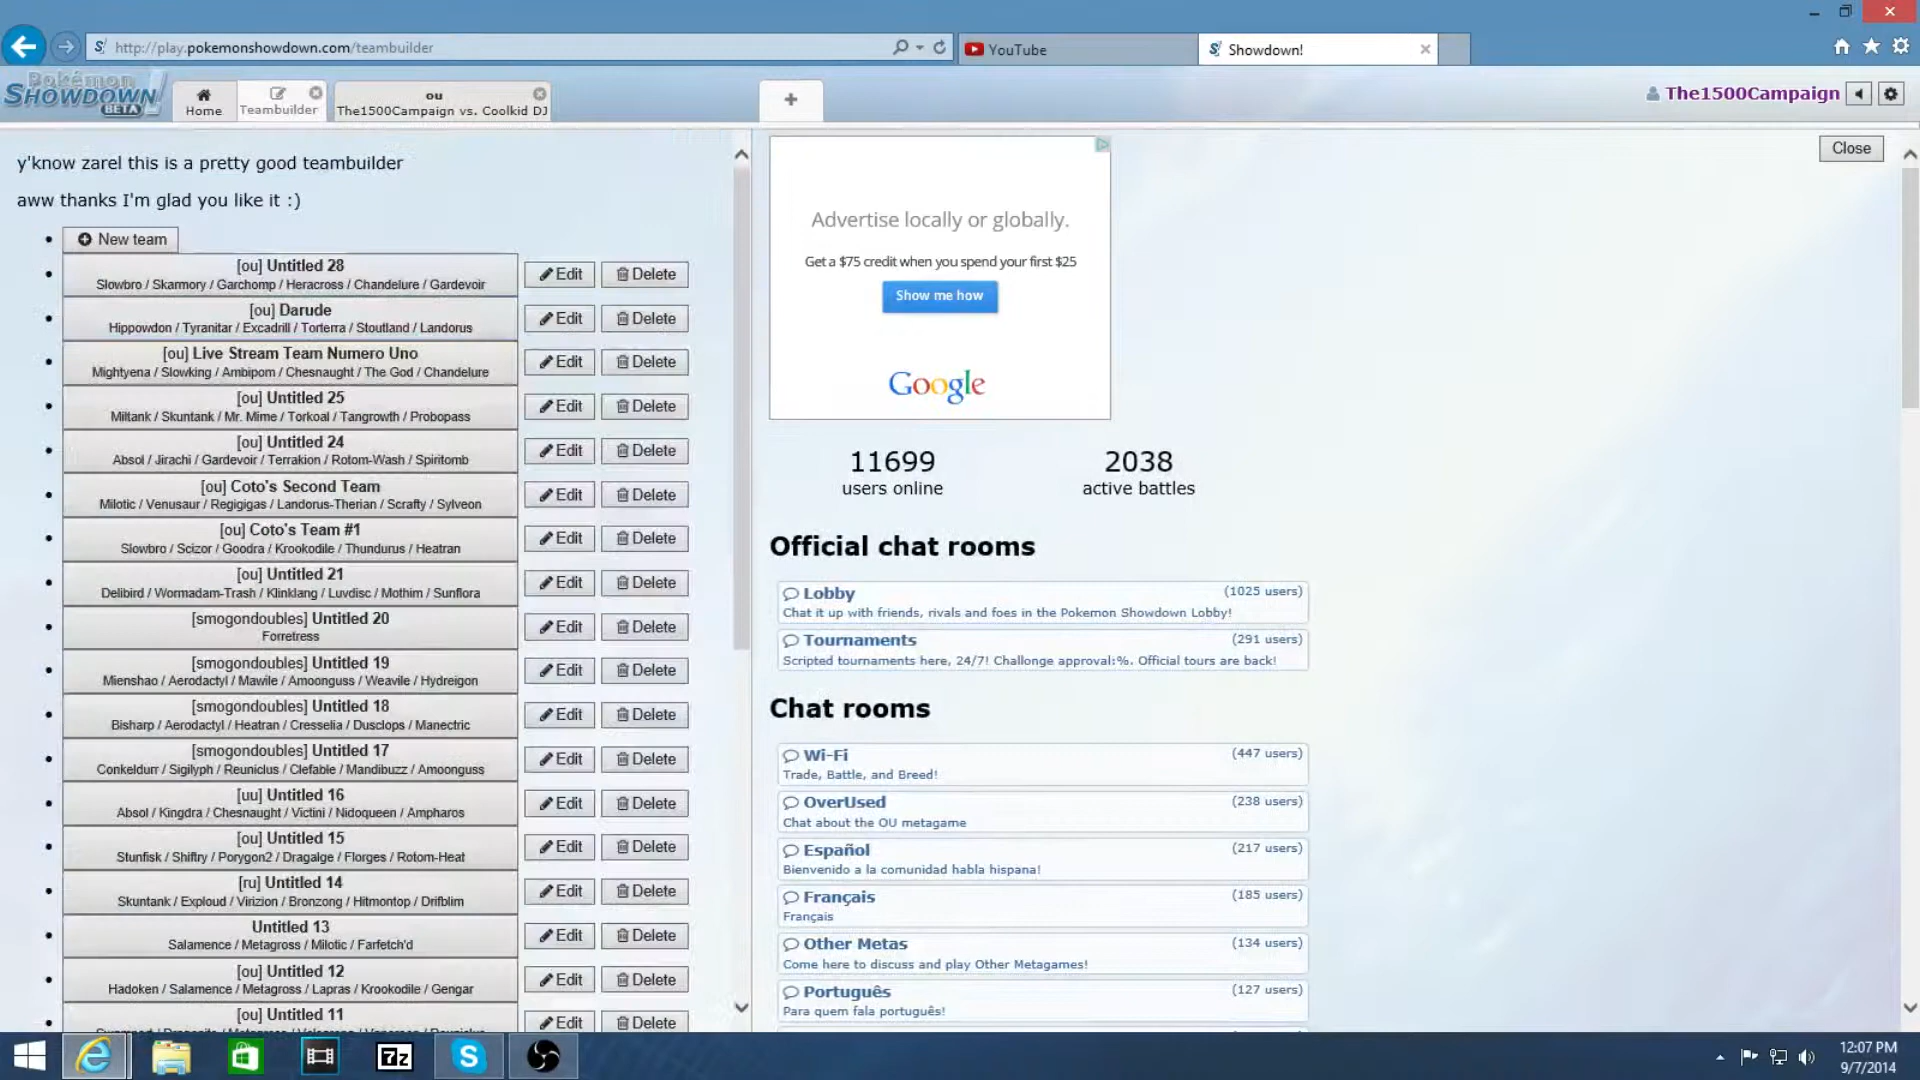 http://play.pokemonshowdown.com/teambuilder
YouTube
Showdown!
Pokémon
SHOWDOWN!
BETA
Home
Teambuilder
ou
The1500Campaign vs. Coolkid DJ
The1500Campaign
y'know zarel this is a pretty good teambuilder
aww thanks I'm glad you like it :)
New team
[ou] Untitled 28
Slowbro / Skarmory / Garchomp / Heracross / Chandelure / Gardevoir
Edit
Delete
[ou] Darude
Hippowdon / Tyranitar / Excadrill / Torterra / Stoutland / Landorus
Edit
Delete
[ou] Live Stream Team Numero Uno
Mightyena / Slowking / Ambipom / Chesnaught / The God / Chandelure
Edit
Delete
[ou] Untitled 25
Miltank / Skuntank / Mr. Mime / Torkoal / Tangrowth / Probopass
Edit
Delete
[ou] Untitled 24
Absol / Jirachi / Gardevoir / Terrakion / Rotom-Wash / Spiritomb
Edit
Delete
[ou] Coto's Second Team
Milotic / Venusaur / Regigigas / Landorus-Therian / Scrafty / Sylveon
Edit
Delete
[ou] Coto's Team #1
Slowbro / Scizor / Goodra / Krookodile / Thundurus / Heatran
Edit
Delete
[ou] Untitled 21
Delibird / Wormadam-Trash / Klinklang / Luvdisc / Mothim / Sunflora
Edit
Delete
[smogondoubles] Untitled 20
Forretress
Edit
Delete
[smogondoubles] Untitled 19
Mienshao / Aerodactyl / Mawile / Amoonguss / Weavile / Hydreigon
Edit
Delete
[smogondoubles] Untitled 18
Bisharp / Aerodactyl / Heatran / Cresselia / Dusclops / Manectric
Edit
Delete
[smogondoubles] Untitled 17
Conkeldurr / Sigilyph / Reuniclus / Clefable / Mandibuzz / Amoonguss
Edit
Delete
[uu] Untitled 16
Absol / Kingdra / Chesnaught / Victini / Nidoqueen / Ampharos
Edit
Delete
[ou] Untitled 15
Stunfisk / Shiftry / Porygon2 / Dragalge / Florges / Rotom-Heat
Edit
Delete
[ru] Untitled 14
Skuntank / Exploud / Virizion / Bronzong / Hitmontop / Drifblim
Edit
Delete
Untitled 13
Salamence / Metagross / Milotic / Farfetch'd
Edit
Delete
[ou] Untitled 12
Hadoken / Salamence / Metagross / Lapras / Krookodile / Gengar
Edit
Delete
[ou] Untitled 11
Edit
Delete
Close
Advertise locally or globally.
Get a $75 credit when you spend your first $25
Show me how
Google
11699
users online
2038
active battles
Official chat rooms
Lobby
(1025 users)
Chat it up with friends, rivals and foes in the Pokemon Showdown Lobby!
Tournaments
(291 users)
Scripted tournaments here, 24/7! Challonge approval:%. Official tours are back!
Chat rooms
Wi-Fi
(447 users)
Trade, Battle, and Breed!
OverUsed
(238 users)
Chat about the OU metagame
Español
(217 users)
Bienvenido a la comunidad habla hispana!
Français
(185 users)
Français
Other Metas
(134 users)
Come here to discuss and play Other Metagames!
Português
(127 users)
Para quem fala português!
7z
12:07 PM
9/7/2014